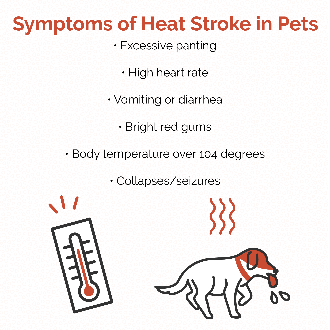 Symptoms of Heat Stroke in Pets
• Excessive panting
• High heart rate
• Vomiting or diarrhea
• Bright red gums
• Body temperature over 104 degrees
• Collapses/seizures